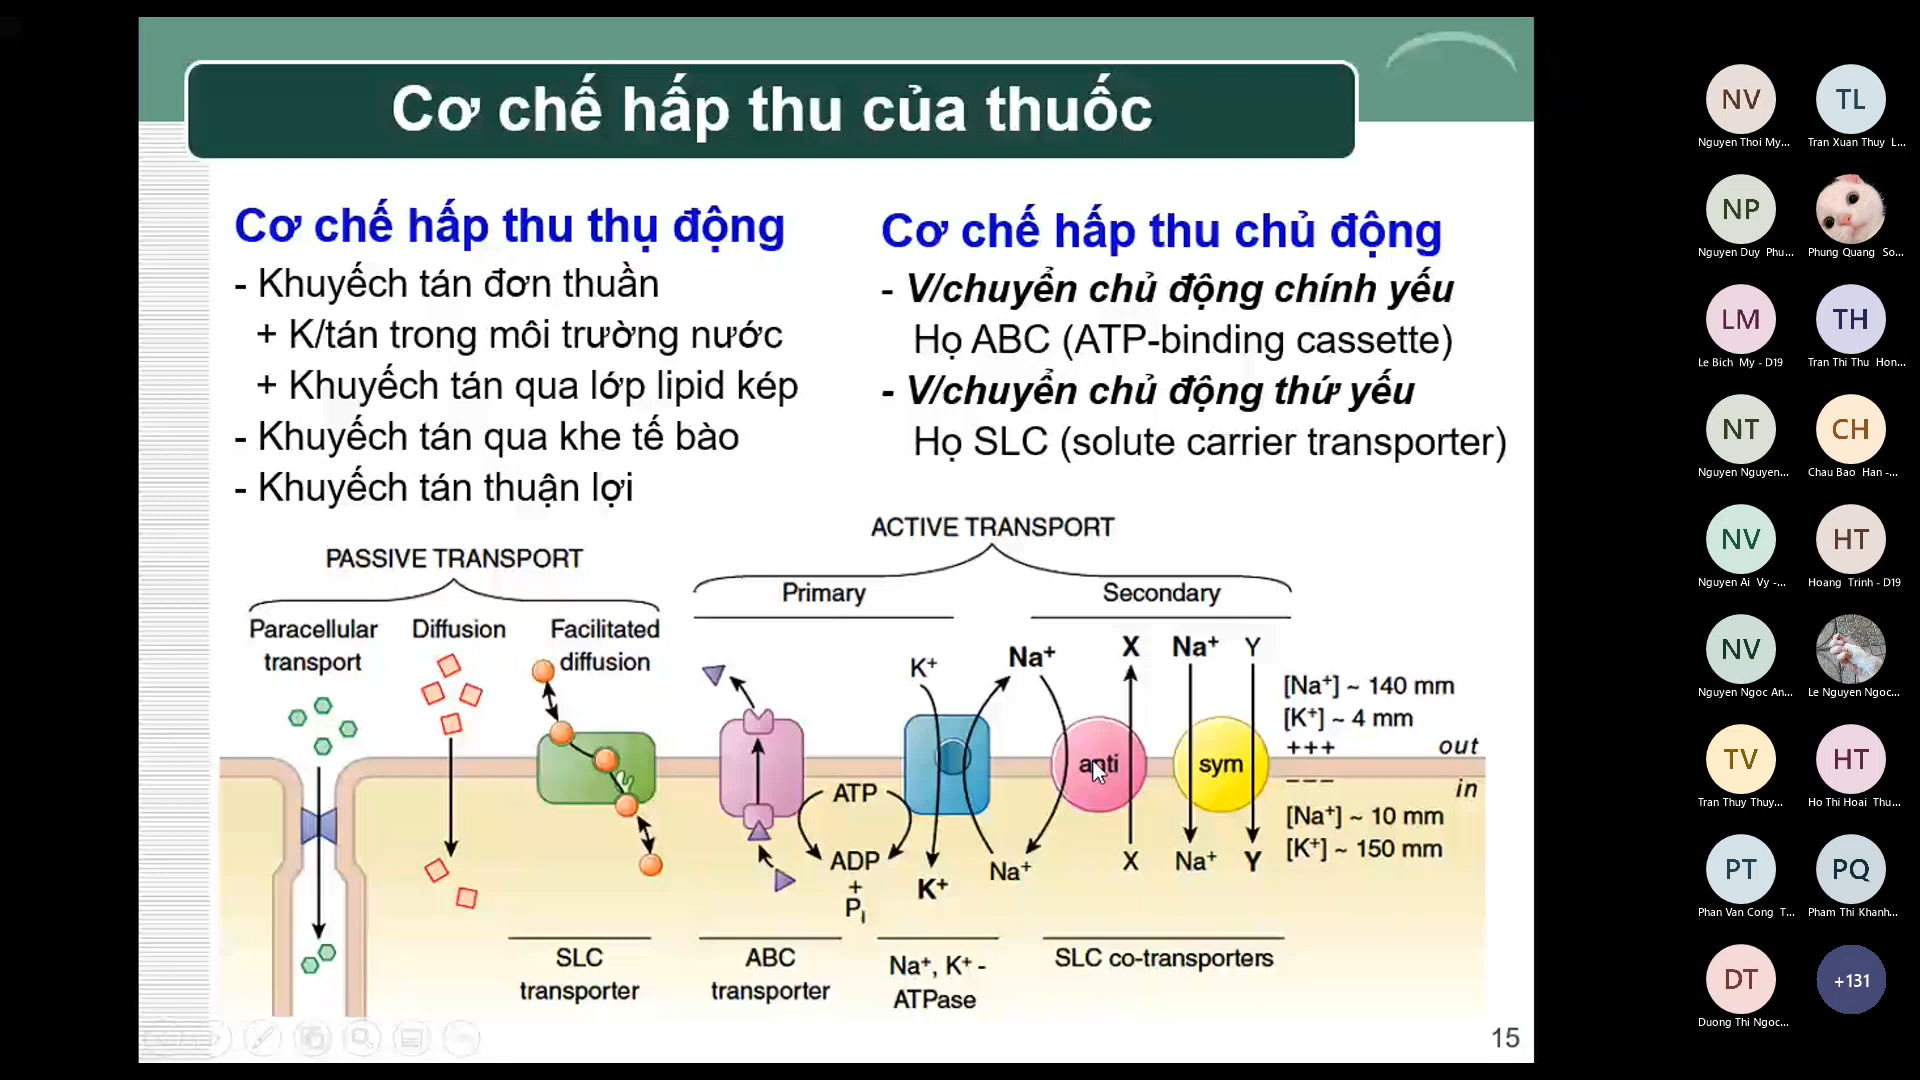 Cơ chế hấp thu của thuốc
Cơ chế hấp thu thụ động
- Khuyếch tán đơn thuần
+ K/tán trong môi trường nước
+ Khuyếch tán qua lớp lipid kép
- Khuyếch tán qua khe tế bào
- Khuyếch tán thuận lợi
Cơ chế hấp thu chủ động
- V/chuyển chủ động chính yếu
Họ ABC (ATP-binding cassette)
- V/chuyển chủ động thứ yếu
Họ SLC (solute carrier transporter)
PASSIVE TRANSPORT
Paracellular
transport
Diffusion
Facilitated
diffusion
ACTIVE TRANSPORT
Primary
Secondary
K⁺
Na⁺
X
Na⁺
Y
[Na⁺] ~ 140 mm
[K⁺] ~ 4 mm
+++
out
anti
sym
---
in
ATP
ADP
+
Pᵢ
K⁺
Na⁺
X
Na⁺
Y
[Na⁺] ~ 10 mm
[K⁺] ~ 150 mm
SLC
transporter
ABC
transporter
Na⁺, K⁺ -
ATPase
SLC co-transporters
15
NV
Nguyen Thoi My...
TL
Tran Xuan Thuy L...
NP
Nguyen Duy Phu...
Phung Quang So...
LM
Le Bich My - D19
TH
Tran Thi Thu Hon...
NT
Nguyen Nguyen...
CH
Chau Bao Han -...
NV
Nguyen Ai Vy -...
HT
Hoang Trinh - D19
NV
Nguyen Ngoc An...
Le Nguyen Ngoc...
TV
Tran Thuy Thuy...
HT
Ho Thi Hoai Thu...
PT
Phan Van Cong T...
PQ
Pham Thi Khanh...
DT
Duong Thi Ngoc...
+131